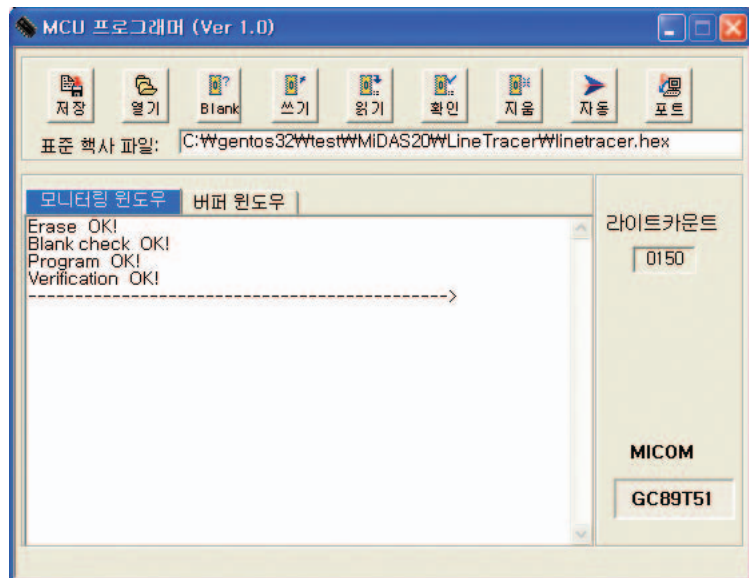 MCU 프로그래머 (Ver 1.0)
저장 열기 Blank 쓰기 읽기 확인 지움 자동 포트
표준 헥사 파일: C:₩gentos32₩test₩MiDAS20₩LineTracer₩linetracer.hex
모니터링 윈도우 버퍼 윈도우
Erase OK!
Blank check OK!
Program OK!
Verification OK!
---------------------------------------------->
라이트카운트
0150
MICOM
GC89T51